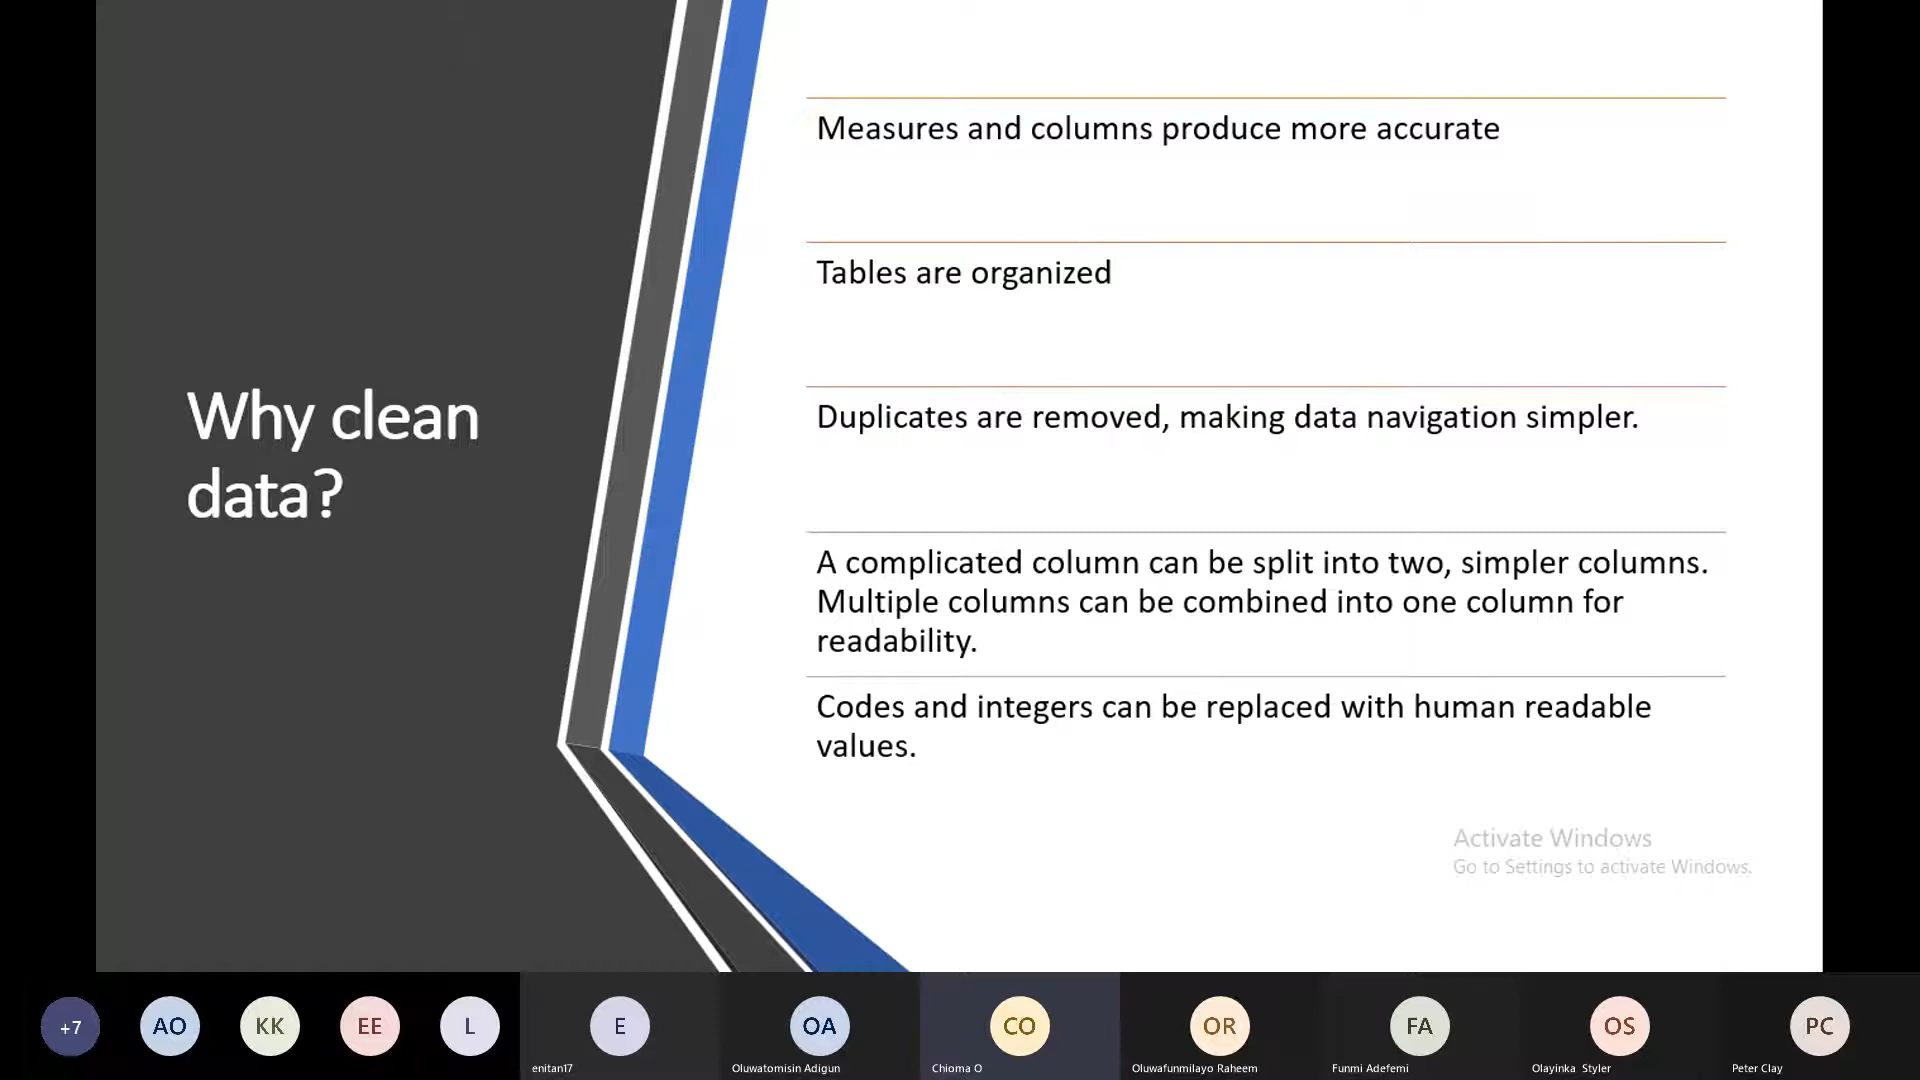 Why clean
data?
Measures and columns produce more accurate
Tables are organized
Duplicates are removed, making data navigation simpler.
A complicated column can be split into two, simpler columns.
Multiple columns can be combined into one column for
readability.
Codes and integers can be replaced with human readable
values.
Activate Windows
Go to Settings to activate Windows.
+7
AO
KK
EE
L
E
OA
CO
OR
FA
OS
PC
enitan17
Oluwatomisin Adigun
Chioma O
Oluwafunmilayo Raheem
Funmi Adefemi
Olayinka Styler
Peter Clay